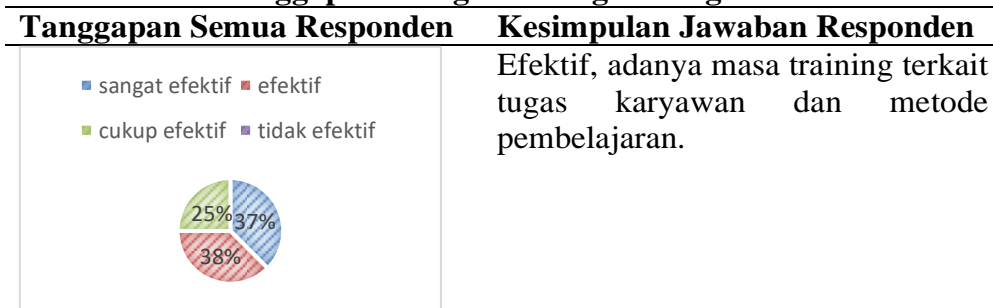 Tanggapan Semua Responden
Kesimpulan Jawaban Responden
sangat efektif
efektif
cukup efektif
tidak efektif
25%
37%
38%
Efektif, adanya masa training terkait
tugas karyawan dan metode
pembelajaran.